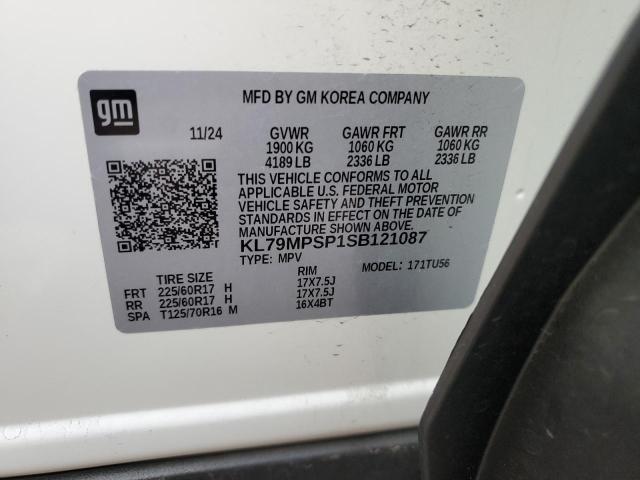 gm
MFD BY GM KOREA COMPANY
11/24 GVWR GAWR FRT GAWR RR
1900 KG 1060 KG 1060 KG
4189 LB 2336 LB 2336 LB
THIS VEHICLE CONFORMS TO ALL
APPLICABLE U.S. FEDERAL MOTOR
VEHICLE SAFETY AND THEFT PREVENTION
STANDARDS IN EFFECT ON THE DATE OF
MANUFACTURE SHOWN ABOVE.
KL79MPSP1SB121087
TYPE: MPV MODEL: 171TU56
TIRE SIZE RIM
FRT 225/60R17 H 17X7.5J
RR 225/60R17 H 17X7.5J
SPA T125/70R16 M 16X4BT